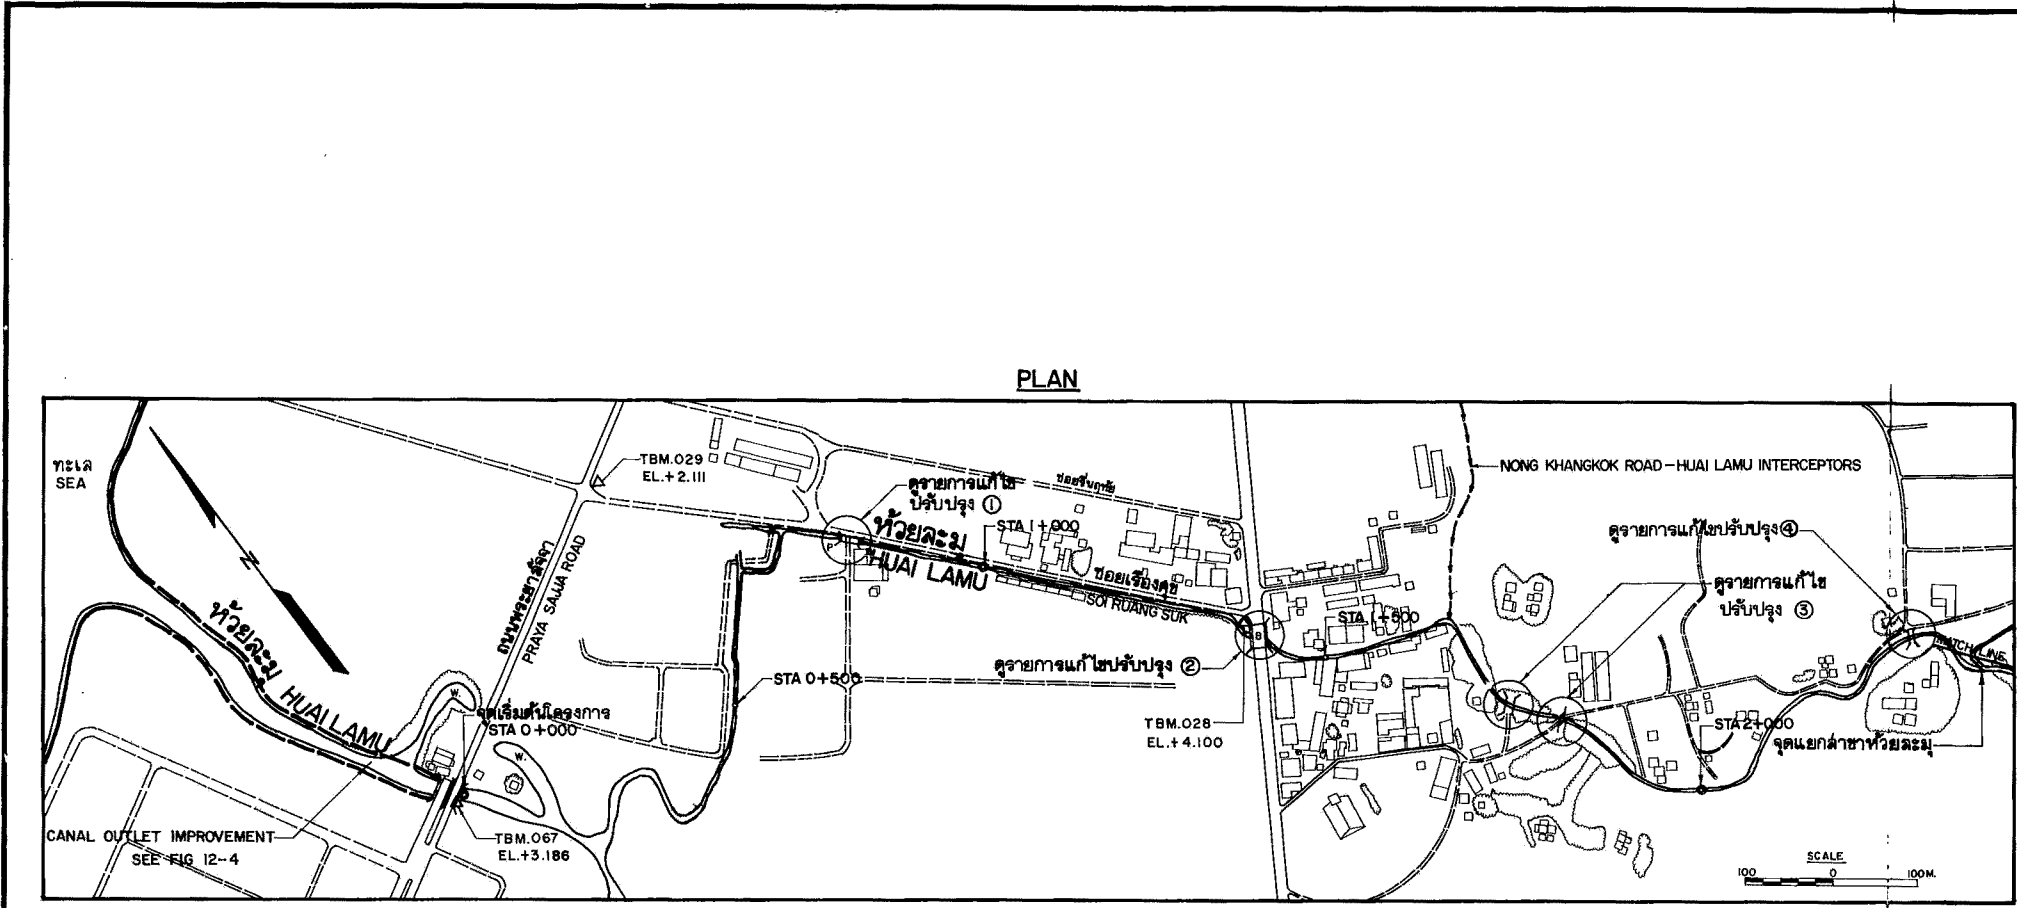 PLAN
ทะเล
SEA
N
TBM.029
EL.+2.111
ดูรายการแก้ไข
ปรับปรุง ①
ซอยรื่นฤทัย
NONG KHANGKOK ROAD-HUAI LAMU INTERCEPTORS
ห้วยละมุ
HUAI LAMU
STA 1+000
ดูรายการแก้ไขปรับปรุง④
ถนนพระยาสัจจา
PRAYA SAJJA ROAD
ซอยเรืองสุข
SOI RUANG SUK
STA 1+500
ดูรายการแก้ไข
ปรับปรุง ③
ห้วยละมุ HUAI LAMU
W.
W.
P
B
MATCH LINE
ดูรายการแก้ไขปรับปรุง ②
STA 0+500
จุดเริ่มต้นโครงการ
STA 0+000
TBM.028
EL.+4.100
STA 2+000
จุดแยกลำขาห้วยละมุ
CANAL OUTLET IMPROVEMENT
SEE FIG 12-4
TBM.067
EL.+3.186
SCALE
100 0 100M.